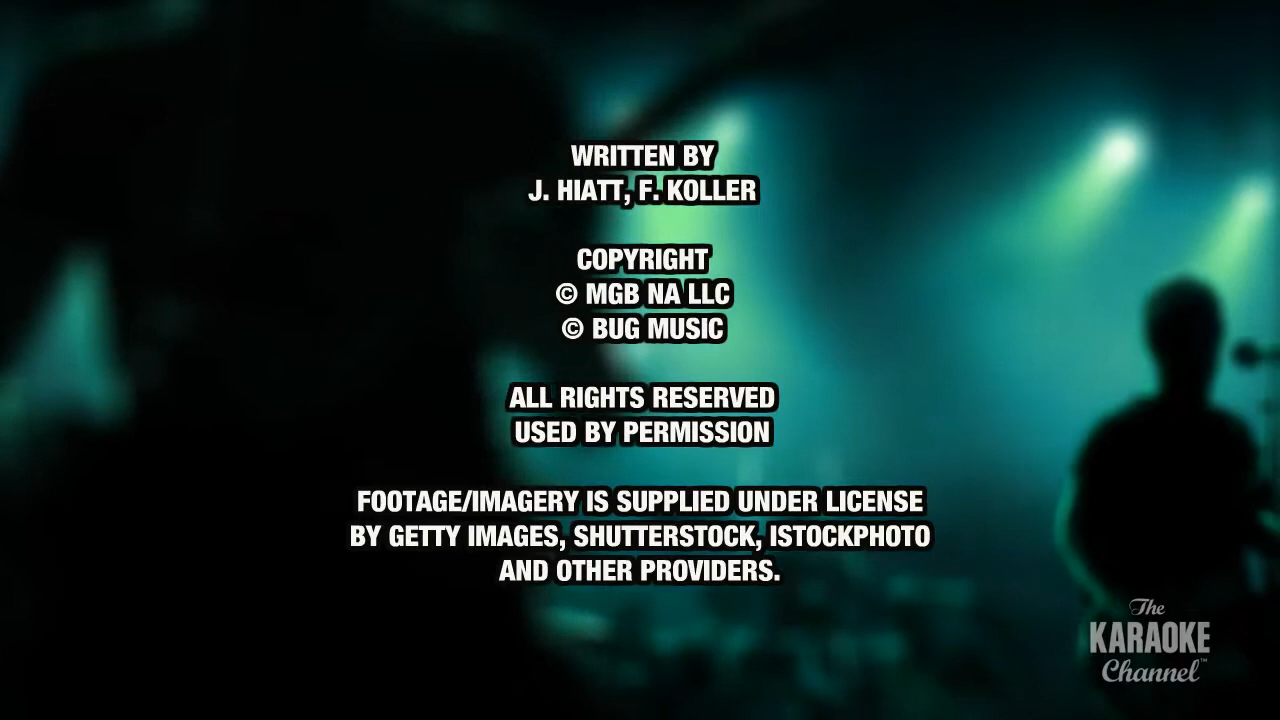 WRITTEN BY
J. HIATT, F. KOLLER
COPYRIGHT
© MGB NA LLC
© BUG MUSIC
ALL RIGHTS RESERVED
USED BY PERMISSION
FOOTAGE/IMAGERY IS SUPPLIED UNDER LICENSE
BY GETTY IMAGES, SHUTTERSTOCK, ISTOCKPHOTO
AND OTHER PROVIDERS.
The
KARAOKE
Channel™